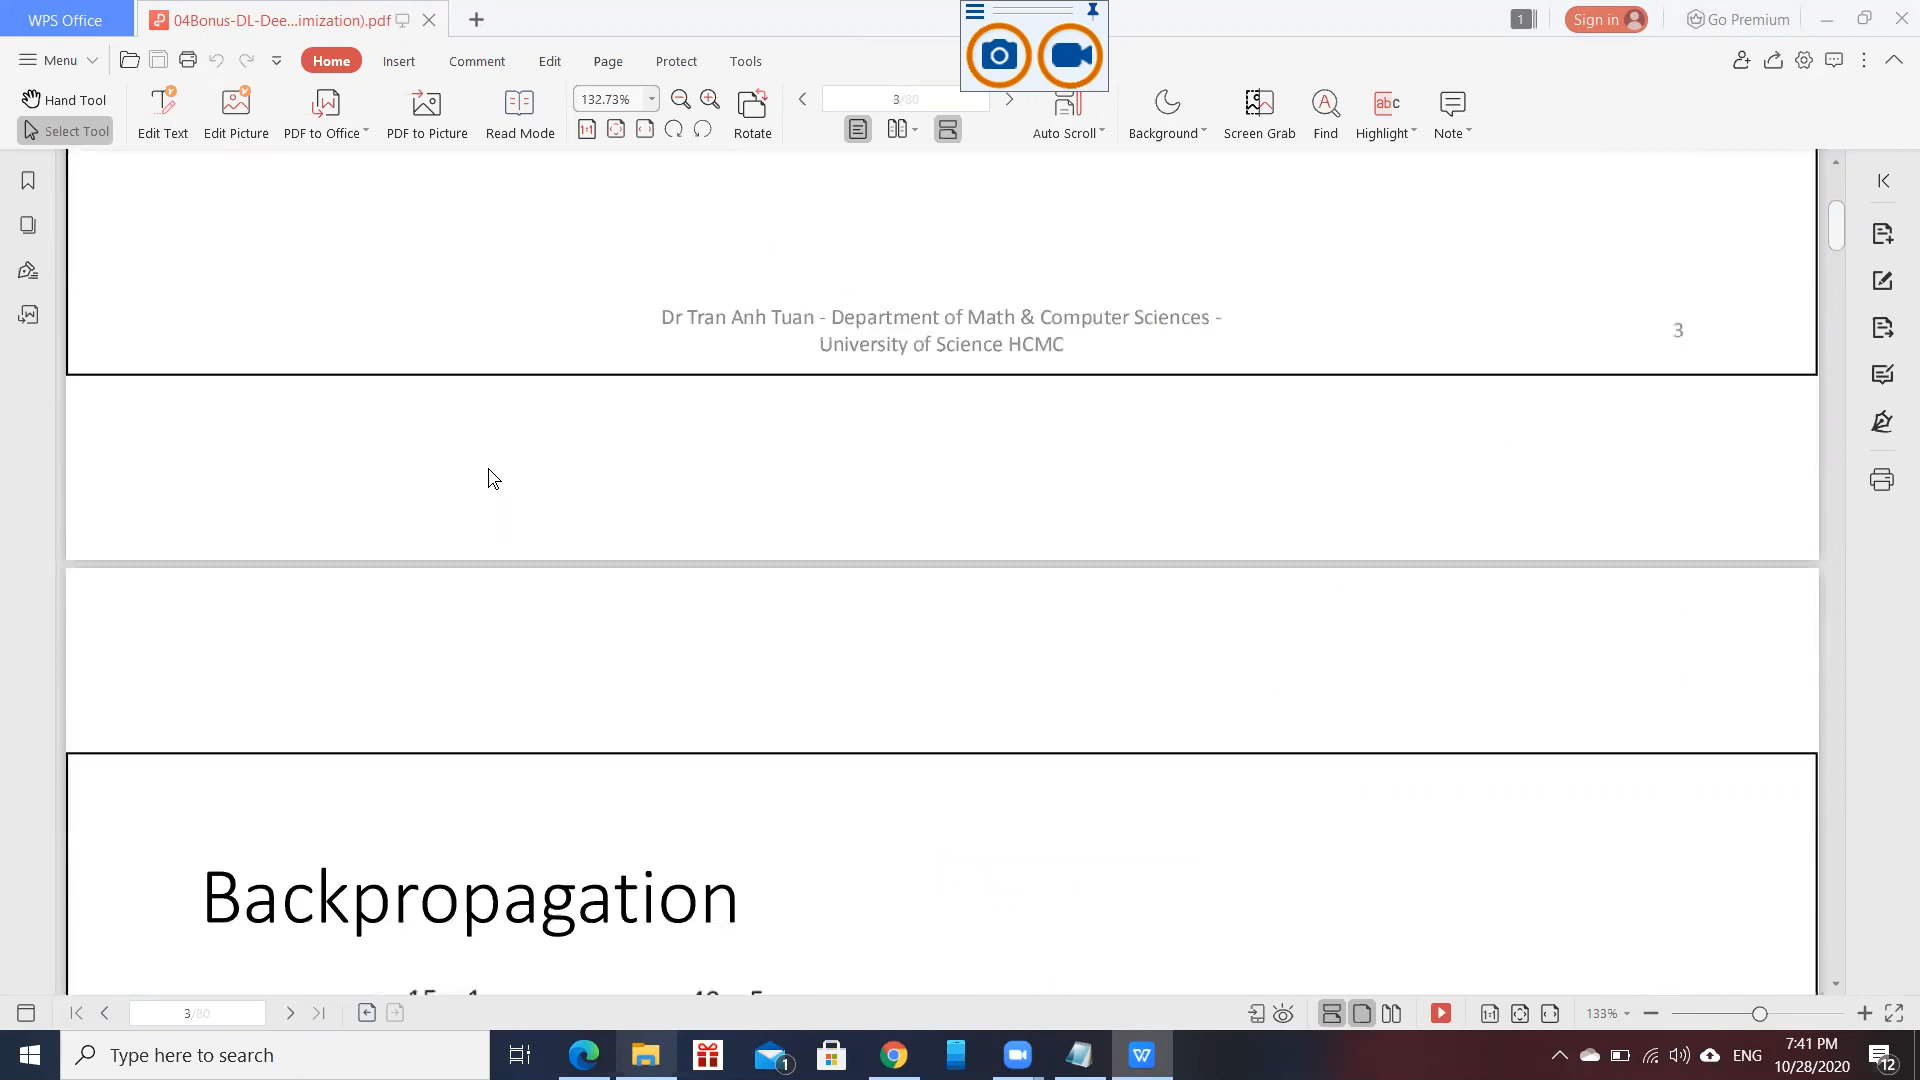 WPS Office
04Bonus-DL-Dee...imization).pdf
1
Sign in
Go Premium
Menu
Home
Insert
Comment
Edit
Page
Protect
Tools
Hand Tool
Select Tool
Edit Text
Edit Picture
PDF to Office
PDF to Picture
Read Mode
132.73%
Rotate
3/80
Auto Scroll
Background
Screen Grab
Find
Highlight
Note
Dr Tran Anh Tuan - Department of Math & Computer Sciences -
University of Science HCMC
3
Backpropagation
3/80
133%
Type here to search
1
ENG
7:41 PM
10/28/2020
12